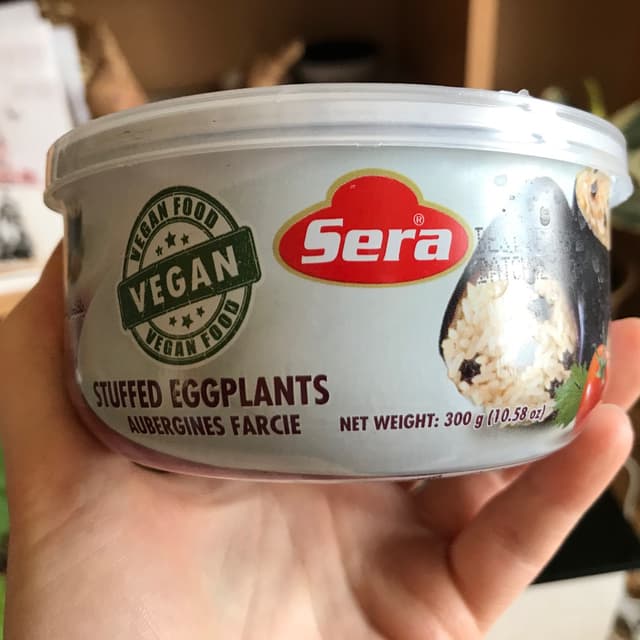 VEGAN FOOD
VEGAN
VEGAN FOOD
Sera®
STUFFED EGGPLANTS
AUBERGINES FARCIE
NET WEIGHT: 300 g (10.58 oz)